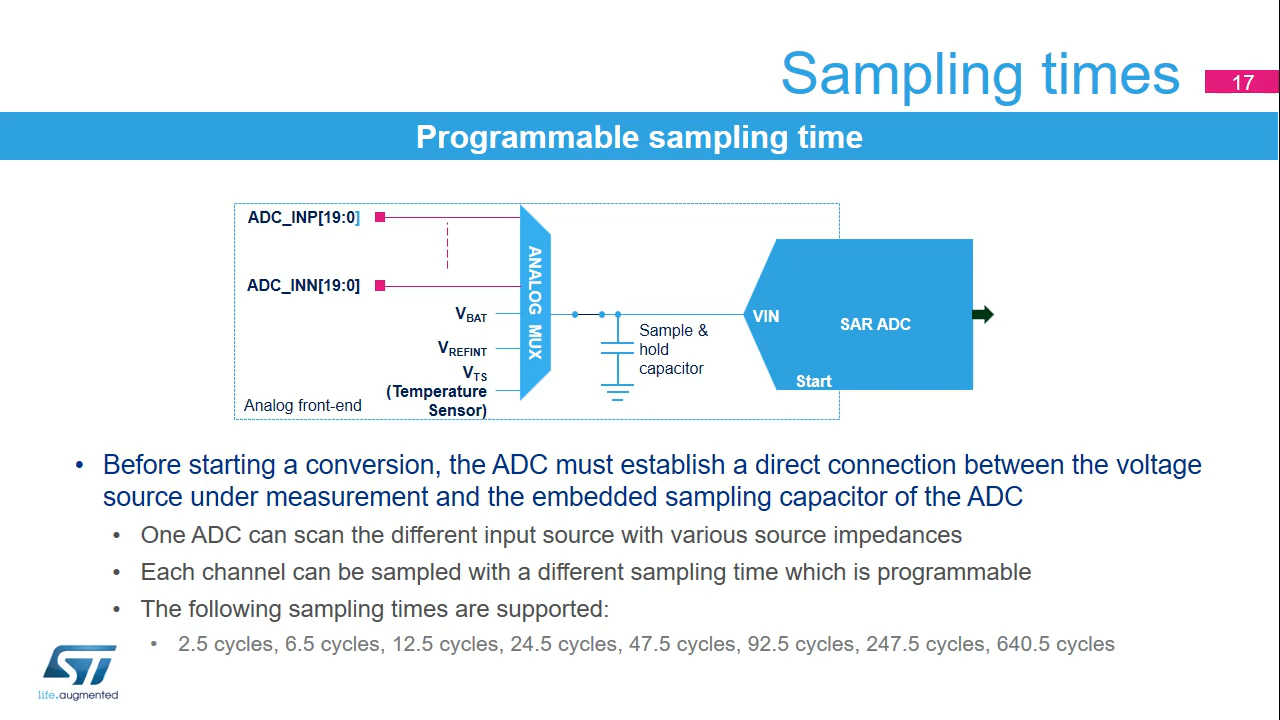 Sampling times
17
Programmable sampling time
ADC_INP[19:0]
ADC_INN[19:0]
VBAT
VREFINT
VTS
(Temperature
Sensor)
Analog front-end
ANALOG MUX
Sample &
hold
capacitor
VIN
SAR ADC
Start
• Before starting a conversion, the ADC must establish a direct connection between the voltage
source under measurement and the embedded sampling capacitor of the ADC
• One ADC can scan the different input source with various source impedances
• Each channel can be sampled with a different sampling time which is programmable
• The following sampling times are supported:
• 2.5 cycles, 6.5 cycles, 12.5 cycles, 24.5 cycles, 47.5 cycles, 92.5 cycles, 247.5 cycles, 640.5 cycles
ST
life.augmented